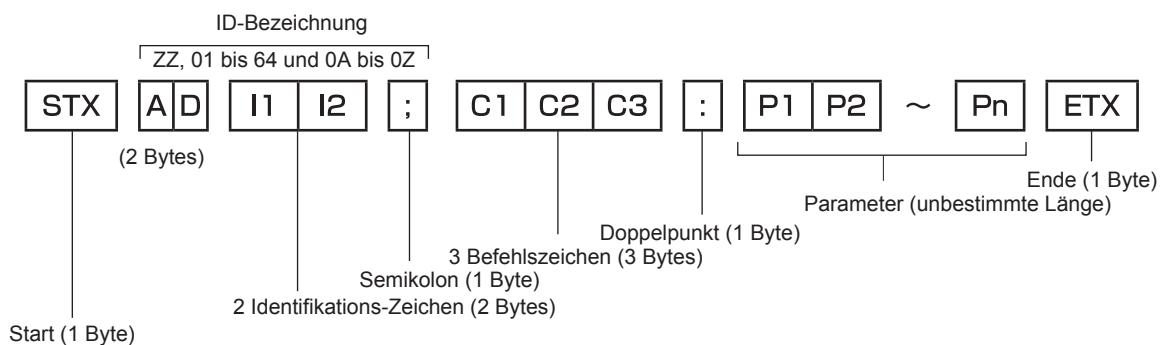 ID-Bezeichnung
ZZ, 01 bis 64 und 0A bis 0Z
STX A D I1 I2 ; C1 C2 C3 : P1 P2 ～ Pn ETX
(2 Bytes)
Ende (1 Byte)
Parameter (unbestimmte Länge)
Doppelpunkt (1 Byte)
3 Befehlszeichen (3 Bytes)
Semikolon (1 Byte)
2 Identifikations-Zeichen (2 Bytes)
Start (1 Byte)